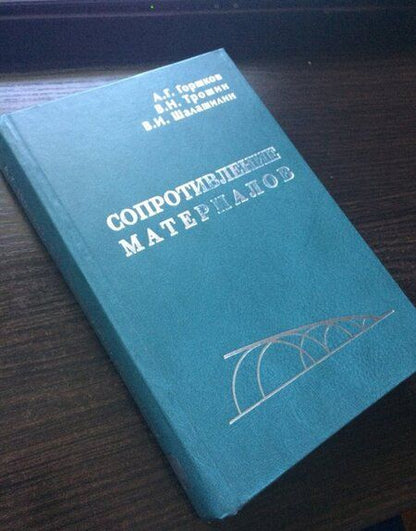 А.Г. Горшков
В.Н. Трошин
В.И. Шалашилин
СОПРОТИВЛЕНИЕ
МАТЕРИАЛОВ